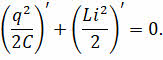 (q²/2C)′ + (Li²/2)′ = 0.